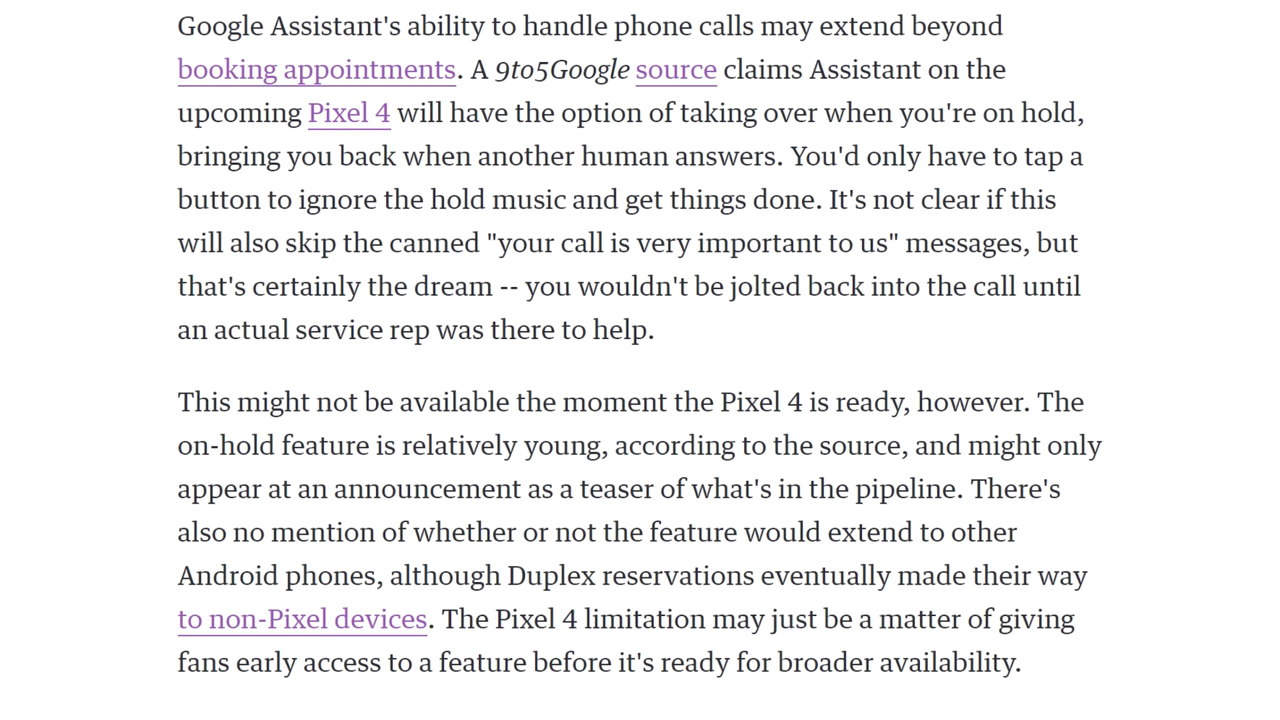 Google Assistant's ability to handle phone calls may extend beyond
booking appointments. A 9to5Google source claims Assistant on the
upcoming Pixel 4 will have the option of taking over when you're on hold,
bringing you back when another human answers. You'd only have to tap a
button to ignore the hold music and get things done. It's not clear if this
will also skip the canned "your call is very important to us" messages, but
that's certainly the dream -- you wouldn't be jolted back into the call until
an actual service rep was there to help.
This might not be available the moment the Pixel 4 is ready, however. The
on-hold feature is relatively young, according to the source, and might only
appear at an announcement as a teaser of what's in the pipeline. There's
also no mention of whether or not the feature would extend to other
Android phones, although Duplex reservations eventually made their way
to non-Pixel devices. The Pixel 4 limitation may just be a matter of giving
fans early access to a feature before it's ready for broader availability.